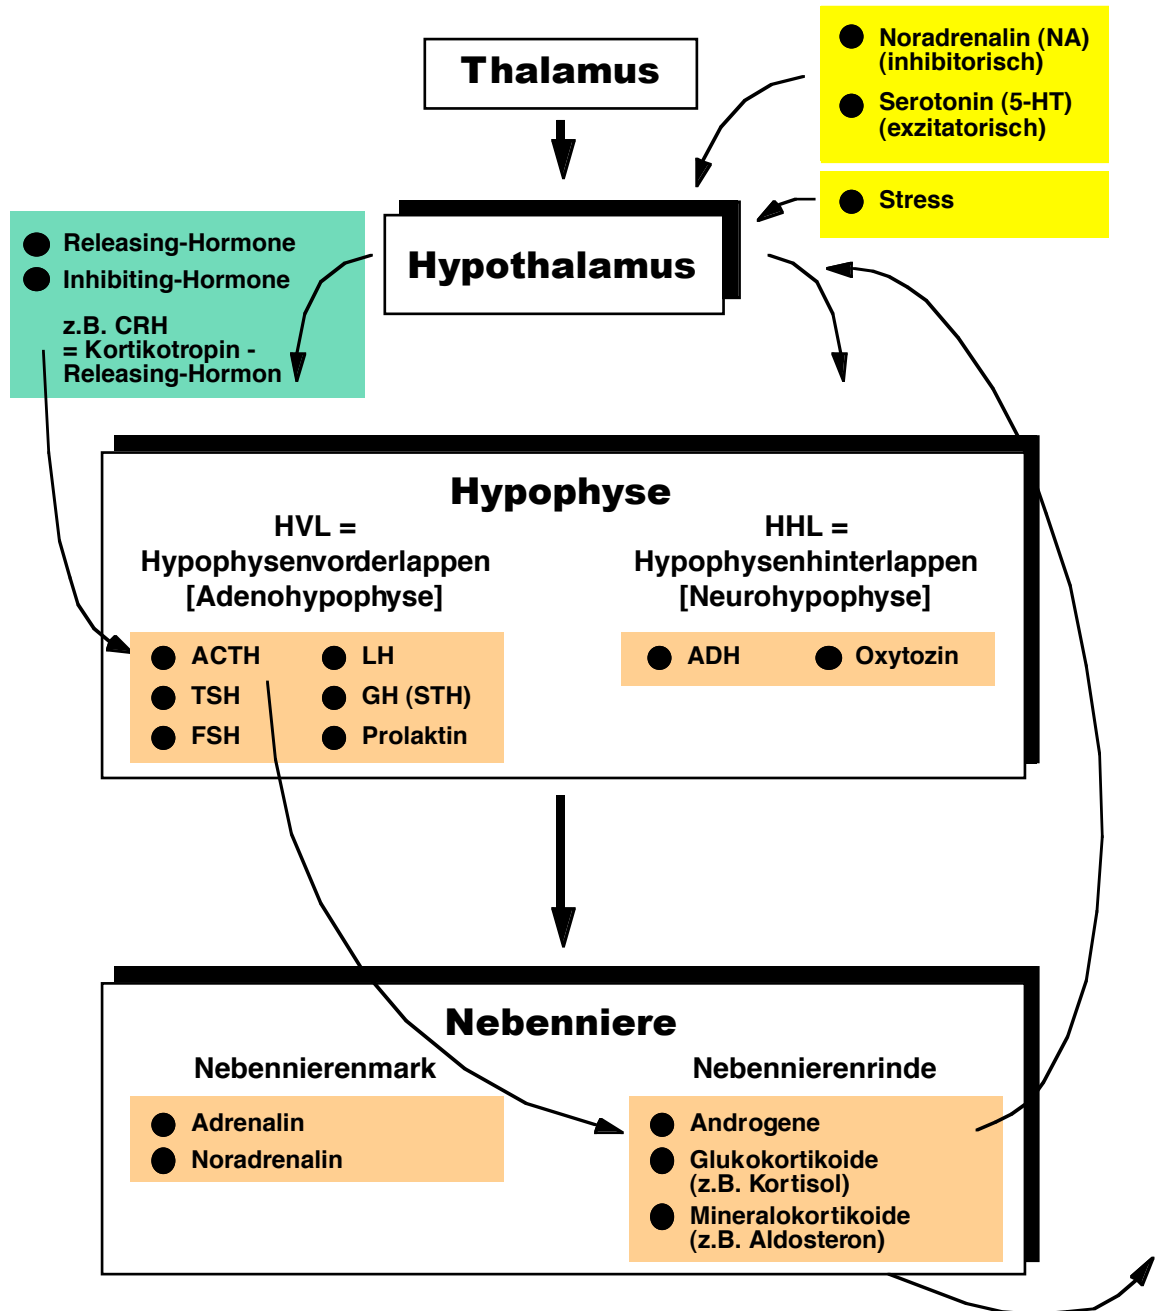 Thalamus
Noradrenalin (NA)
(inhibitorisch)
Serotonin (5-HT)
(exzitatorisch)
Stress
Releasing-Hormone
Inhibiting-Hormone
z.B. CRH
= Kortikotropin -
Releasing-Hormon
Hypothalamus
Hypophyse
HVL =
Hypophysenvorderlappen
[Adenohypophyse]
HHL =
Hypophysenhinterlappen
[Neurohypophyse]
ACTH
LH
TSH
GH (STH)
FSH
Prolaktin
ADH
Oxytozin
Nebenniere
Nebennierenmark
Adrenalin
Noradrenalin
Nebennierenrinde
Androgene
Glukokortikoide
(z.B. Kortisol)
Mineralokortikoide
(z.B. Aldosteron)